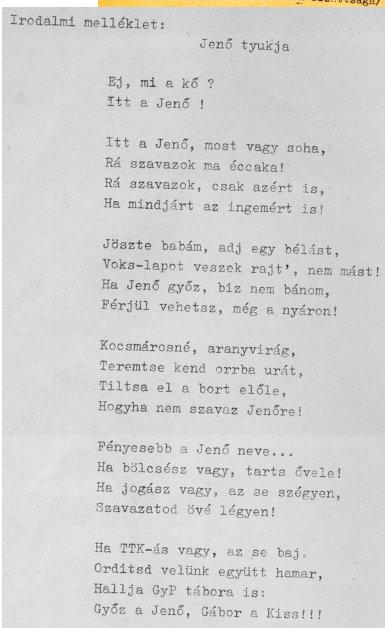 Irodalmi melléklet:
Jenő tyukja
Ej, mi a kő ?
Itt a Jenő !
Itt a Jenő, most vagy soha,
Rá szavazok ma éccaka!
Rá szavazok, csak azért is,
Ha mindjárt az ingemért is!
Jöszte babám, adj egy bélást,
Voks-lapot veszek rajt', nem mást!
Ha Jenő győz, biz nem bánom,
Férjül vehetsz, még a nyáron!
Kocsmárosné, aranyvirág,
Teremtse kend orrba urát,
Tiltsa el a bort előle,
Hogyha nem szavaz Jenőre!
Fényesebb a Jenő neve...
Ha bölcsész vagy, tarts ővele!
Ha jogász vagy, az se szégyen,
Szavazatod övé légyen!
Ha TTK-ás vagy, az se baj.
Orditsd velünk együtt hamar,
Hallja GyP tábora is:
Győz a Jenő, Gábor a Kiss!!!